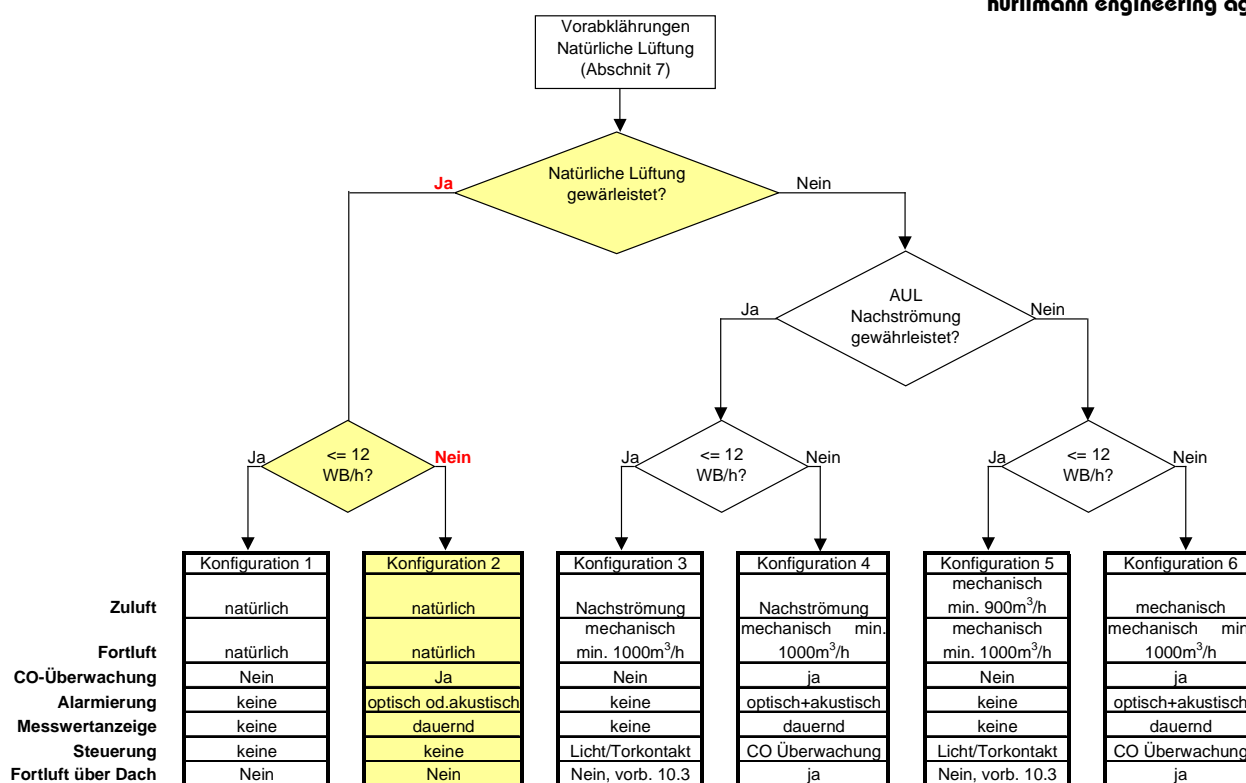 hürlimann engineering ag
Vorabklährungen
Natürliche Lüftung
(Abschnit 7)
Natürliche Lüftung
gewärleistet?
Ja
Nein
AUL
Nachströmung
gewährleistet?
Ja
Nein
<= 12
WB/h?
Ja
Nein
<= 12
WB/h?
Ja
Nein
<= 12
WB/h?
Ja
Nein
Konfiguration 1 Konfiguration 2 Konfiguration 3 Konfiguration 4 Konfiguration 5 Konfiguration 6
mechanisch
Zuluft natürlich natürlich Nachströmung Nachströmung min. 900m³/h mechanisch
mechanisch mechanisch min. mechanisch mechanisch min.
Fortluft natürlich natürlich min. 1000m³/h 1000m³/h min. 1000m³/h 1000m³/h
CO-Überwachung Nein Ja Nein ja Nein ja
Alarmierung keine optisch od.akustisch keine optisch+akustisch keine optisch+akustisch
Messwertanzeige keine dauernd keine dauernd keine dauernd
Steuerung keine keine Licht/Torkontakt CO Überwachung Licht/Torkontakt CO Überwachung
Fortluft über Dach Nein Nein Nein, vorb. 10.3 ja Nein, vorb. 10.3 ja